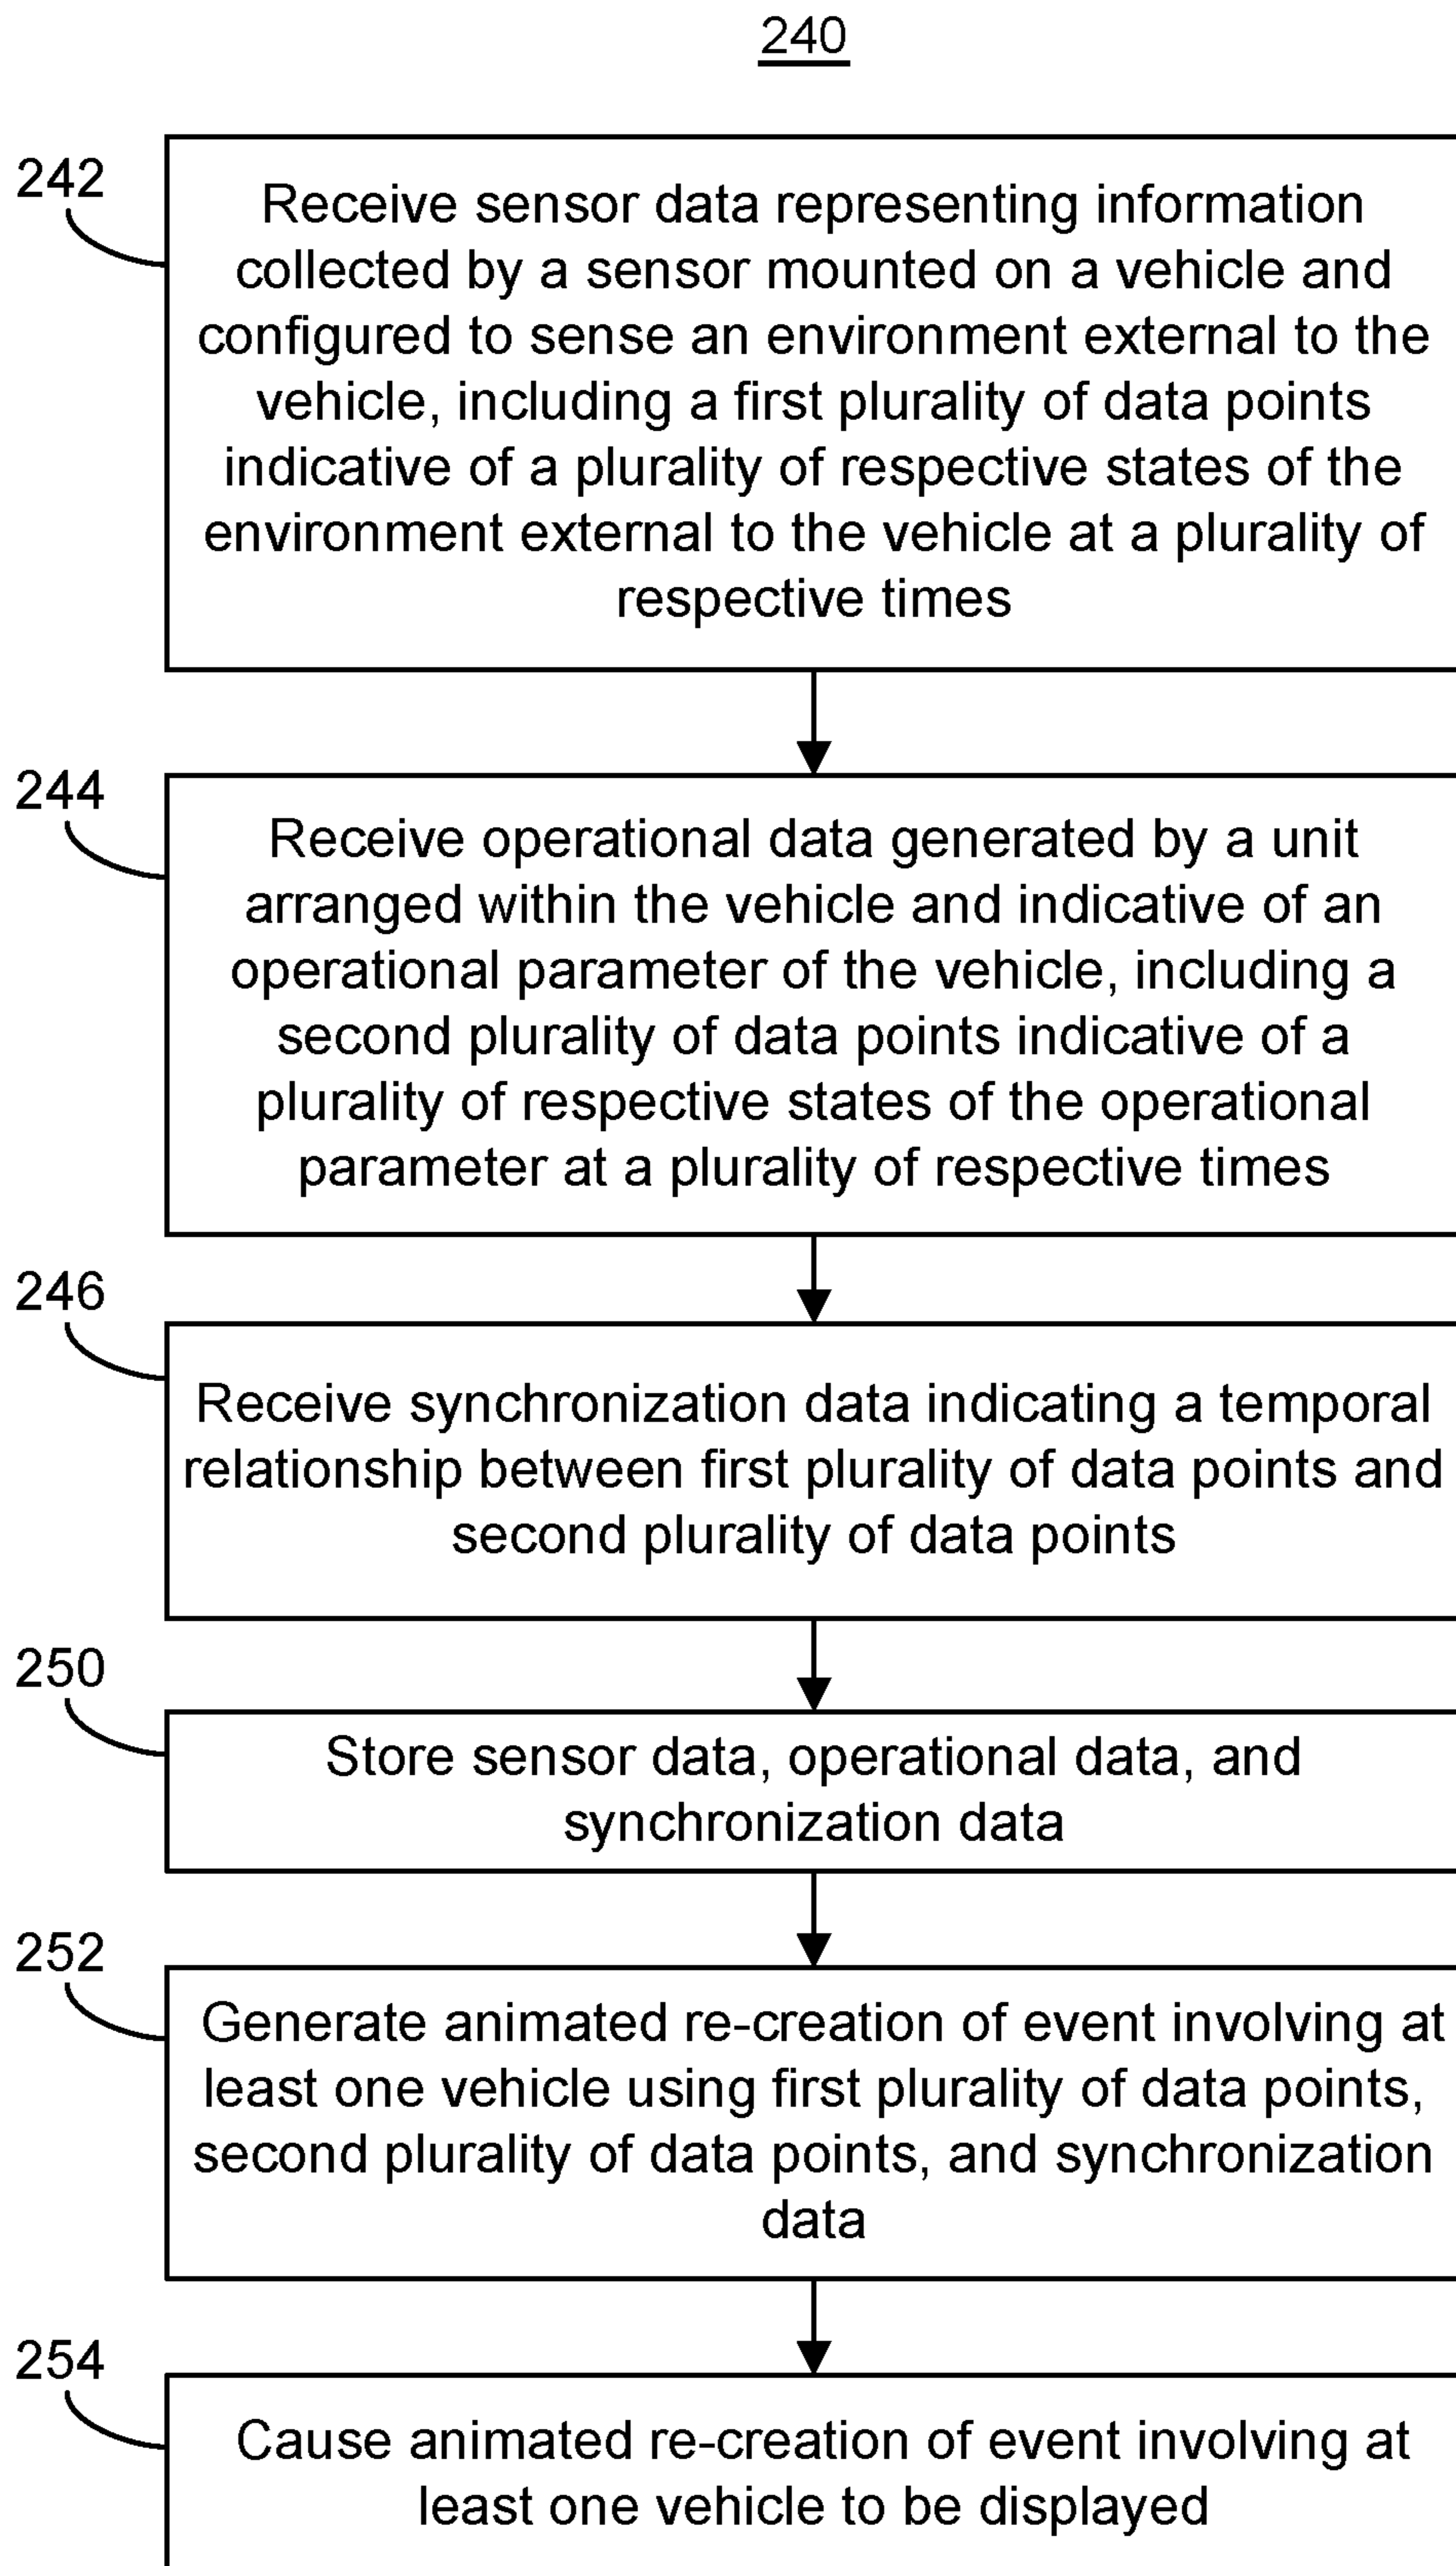 240
242
Receive sensor data representing information
collected by a sensor mounted on a vehicle and
configured to sense an environment external to the
vehicle, including a first plurality of data points
indicative of a plurality of respective states of the
environment external to the vehicle at a plurality of
respective times
244
Receive operational data generated by a unit
arranged within the vehicle and indicative of an
operational parameter of the vehicle, including a
second plurality of data points indicative of a
plurality of respective states of the operational
parameter at a plurality of respective times
246
Receive synchronization data indicating a temporal
relationship between first plurality of data points and
second plurality of data points
250
Store sensor data, operational data, and
synchronization data
252
Generate animated re-creation of event involving at
least one vehicle using first plurality of data points,
second plurality of data points, and synchronization
data
254
Cause animated re-creation of event involving at
least one vehicle to be displayed